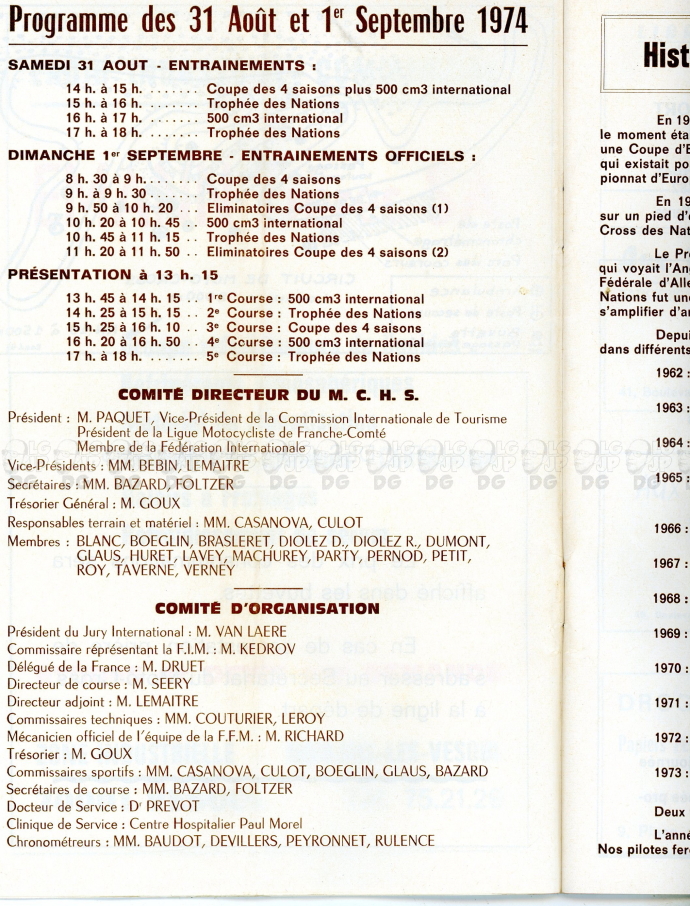 Programme des 31 Août et 1er Septembre 1974
SAMEDI 31 AOUT - ENTRAINEMENTS :
14 h. à 15 h. ....... Coupe des 4 saisons plus 500 cm3 international
15 h. à 16 h. ....... Trophée des Nations
16 h. à 17 h. ....... 500 cm3 international
17 h. à 18 h. ....... Trophée des Nations
DIMANCHE 1er SEPTEMBRE - ENTRAINEMENTS OFFICIELS :
8 h. 30 à 9 h. ....... Coupe des 4 saisons
9 h. à 9 h. 30 ....... Trophée des Nations
9 h. 50 à 10 h. 20 ... Eliminatoires Coupe des 4 saisons (1)
10 h. 20 à 10 h. 45 .. 500 cm3 international
10 h. 45 à 11 h. 15 .. Trophée des Nations
11 h. 20 à 11 h. 50 .. Eliminatoires Coupe des 4 saisons (2)
PRÉSENTATION à 13 h. 15
13 h. 45 à 14 h. 15 .. 1re Course : 500 cm3 international
14 h. 25 à 15 h. 15 .. 2e Course : Trophée des Nations
15 h. 25 à 16 h. 10 .. 3e Course : Coupe des 4 saisons
16 h. 20 à 16 h. 50 .. 4e Course : 500 cm3 international
17 h. à 18 h. ....... 5e Course : Trophée des Nations
COMITÉ DIRECTEUR DU M. C. H. S.
Président : M. PAQUET, Vice-Président de la Commission Internationale de Tourisme
Président de la Ligue Motocycliste de Franche-Comté
Membre de la Fédération Internationale
Vice-Présidents : MM. BEBIN, LEMAITRE
Secrétaires : MM. BAZARD, FOLTZER
Trésorier Général : M. GOUX
Responsables terrain et matériel : MM. CASANOVA, CULOT
Membres : BLANC, BOEGLIN, BRASLERET, DIOLEZ D., DIOLEZ R., DUMONT,
GLAUS, HURET, LAVEY, MACHUREY, PARTY, PERNOD, PETIT,
ROY, TAVERNE, VERNEY
COMITÉ D'ORGANISATION
Président du Jury International : M. VAN LAERE
Commissaire réprésentant la F.I.M. : M. KEDROV
Délégué de la France : M. DRUET
Directeur de course : M. SEERY
Directeur adjoint : M. LEMAITRE
Commissaires techniques : MM. COUTURIER, LEROY
Mécanicien officiel de l'équipe de la F.F.M. : M. RICHARD
Trésorier : M. GOUX
Commissaires sportifs : MM. CASANOVA, CULOT, BOEGLIN, GLAUS, BAZARD
Secrétaires de course : MM. BAZARD, FOLTZER
Docteur de Service : Dr PREVOT
Clinique de Service : Centre Hospitalier Paul Morel
Chronométreurs : MM. BAUDOT, DEVILLERS, PEYRONNET, RULENCE
Hist
En 19
le moment éta
une Coupe d'E
qui existait po
pionnat d'Euro
En 19
sur un pied d'é
Cross des Nat
Le Pr
qui voyait l'An
Fédérale d'Alle
Nations fut un
s'amplifier d'a
Depui
dans différents
1962 :
1963 :
1964 :
1965 :
1966 :
1967 :
1968 :
1969 :
1970 :
1971 :
1972 :
1973 :
Deux
L'anné
Nos pilotes fer